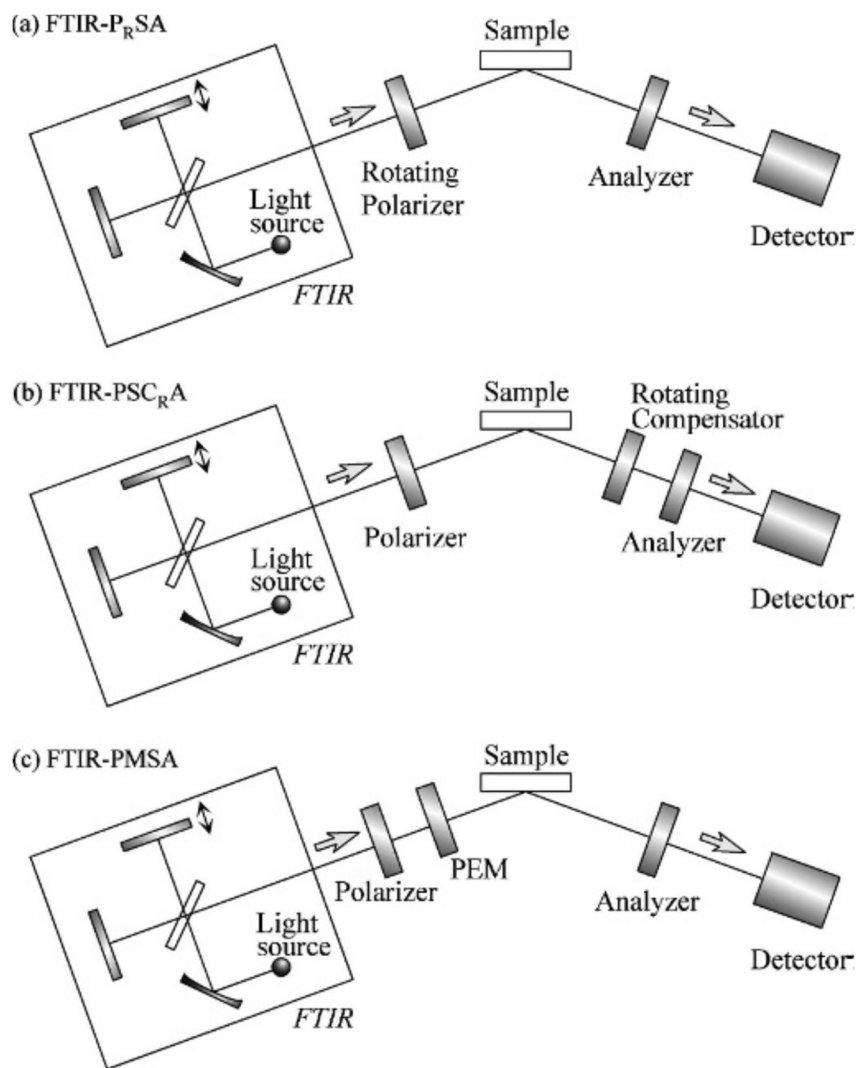 (a) FTIR-PRSA
Sample
Rotating
Polarizer
Analyzer
Detector
Light
source
FTIR
(b) FTIR-PSCRA
Sample
Rotating
Compensator
Polarizer
Analyzer
Detector
Light
source
FTIR
(c) FTIR-PMSA
Sample
Polarizer
PEM
Analyzer
Detector
Light
source
FTIR